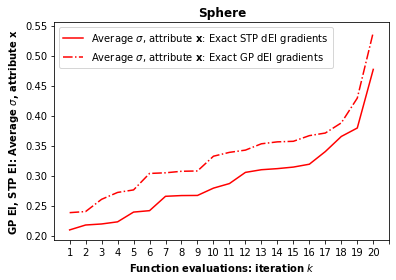 Sphere
Average σ, attribute x: Exact STP dEI gradients
Average σ, attribute x: Exact GP dEI gradients
GP EI, STP EI: Average σ, attribute x
0.55
0.50
0.45
0.40
0.35
0.30
0.25
0.20
1 2 3 4 5 6 7 8 9 10 11 12 13 14 15 16 17 18 19 20
Function evaluations: iteration k